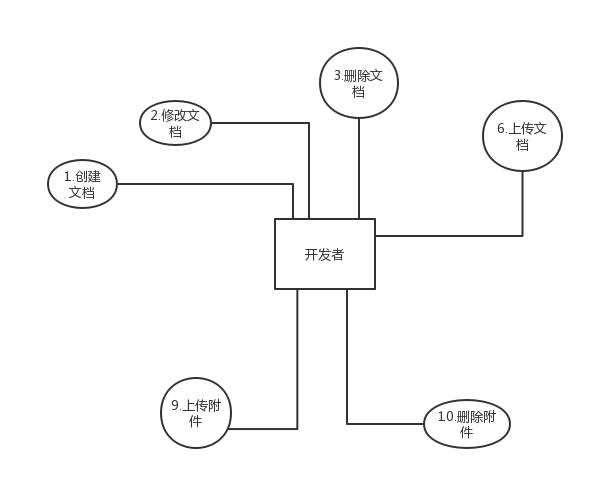 3.删除文
档
2.修改文
档
6.上传文
档
1.创建
文档
开发者
9.上传附
件
10.删除附
件